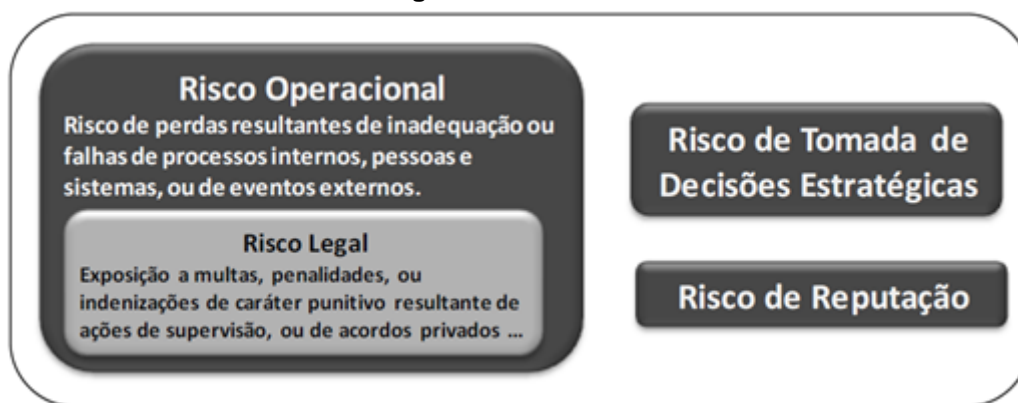 Risco Operacional
Risco de perdas resultantes de inadequação ou
falhas de processos internos, pessoas e
sistemas, ou de eventos externos.
Risco Legal
Exposição a multas, penalidades, ou
indenizações de caráter punitivo resultante de
ações de supervisão, ou de acordos privados ...
Risco de Tomada de
Decisões Estratégicas
Risco de Reputação